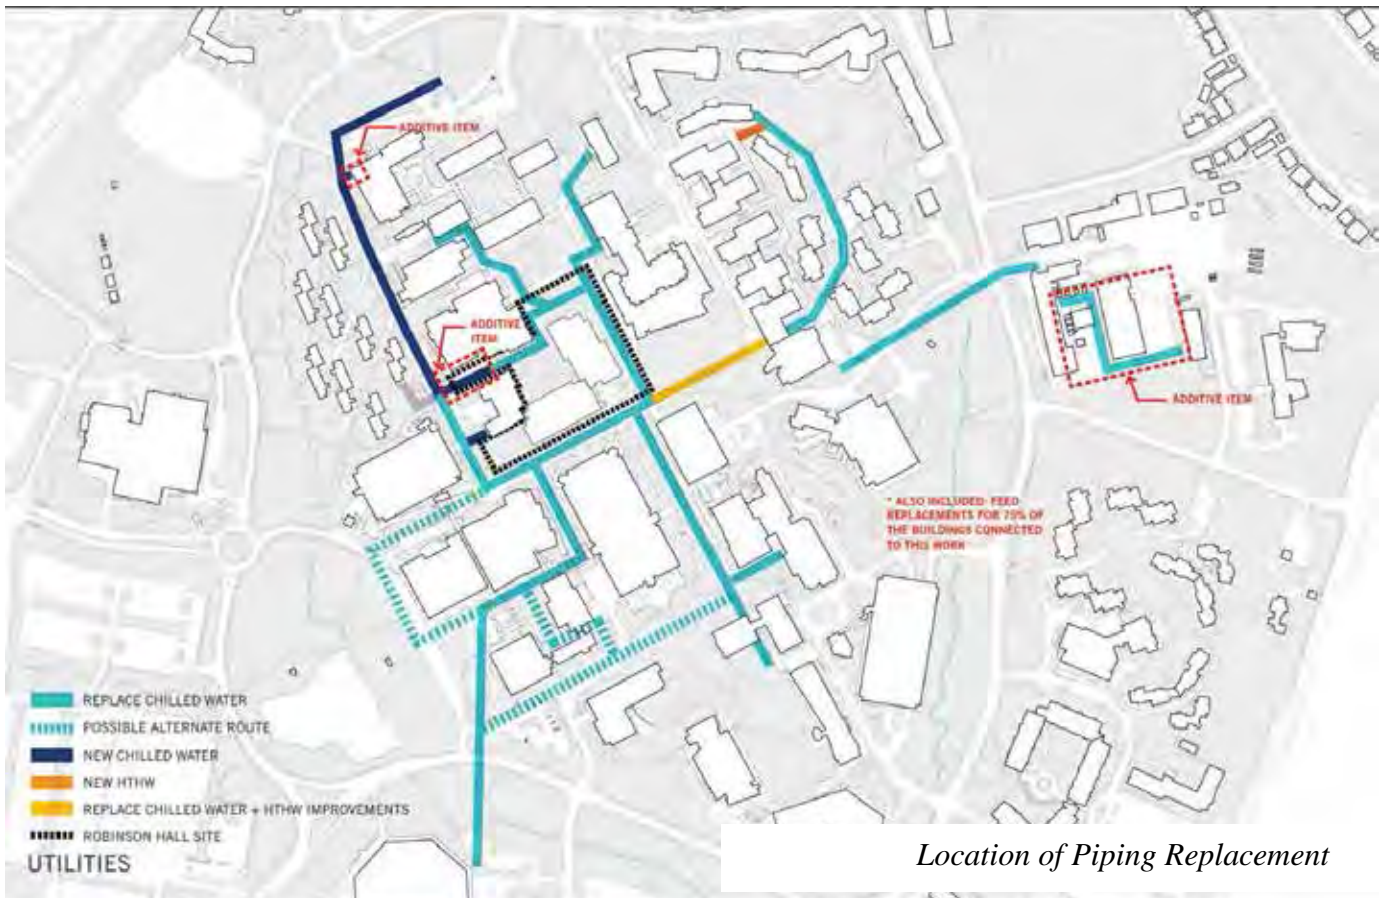 ADDITIVE ITEM
ADDITIVE
ITEM
ADDITIVE ITEM
* ALSO INCLUDED: FEED
REPLACEMENTS FOR 75% OF
THE BUILDINGS CONNECTED
TO THIS WORK
REPLACE CHILLED WATER
POSSIBLE ALTERNATE ROUTE
NEW CHILLED WATER
NEW HTHW
REPLACE CHILLED WATER + HTHW IMPROVEMENTS
ROBINSON HALL SITE
UTILITIES
Location of Piping Replacement